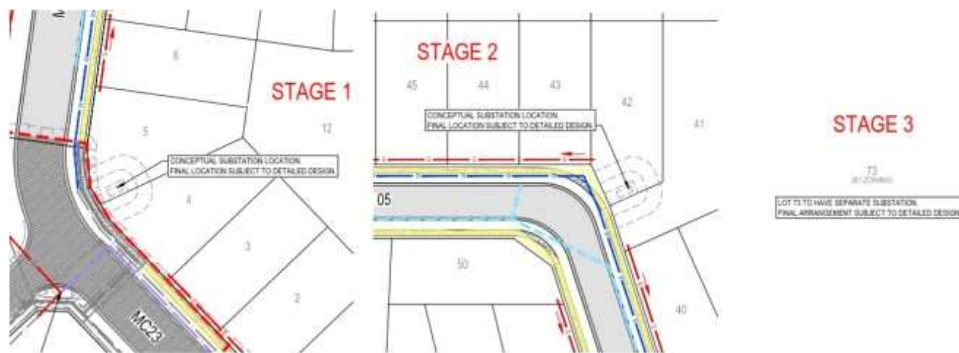 STAGE 1
6
5
12
CONCEPTUAL SUBSTATION LOCATION.
FINAL LOCATION SUBJECT TO DETAILED DESIGN
4
3
2
MC23
STAGE 2
45
44
43
42
41
CONCEPTUAL SUBSTATION LOCATION.
FINAL LOCATION SUBJECT TO DETAILED DESIGN
05
50
40
STAGE 3
73
(B1 ZONING)
LOT 73 TO HAVE SEPARATE SUBSTATION.
FINAL ARRANGEMENT SUBJECT TO DETAILED DESIGN